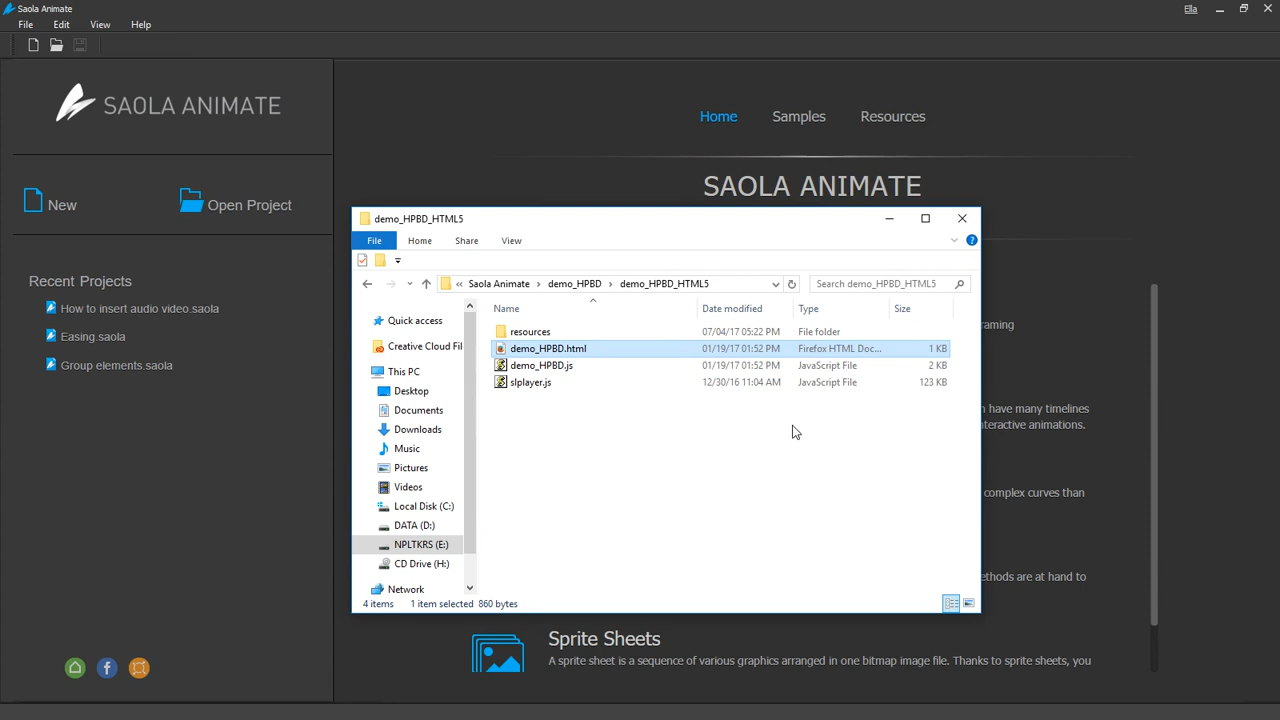 Saola Animate
Ella
File Edit View Help
SAOLA ANIMATE
Home Samples Resources
SAOLA ANIMATE
New Open Project
Recent Projects
How to insert audio video.saola
Easing.saola
Group elements.saola
demo_HPBD_HTML5
File Home Share View
« Saola Animate > demo_HPBD > demo_HPBD_HTML5
Search demo_HPBD_HTML5
Name Date modified Type Size
resources 07/04/17 05:22 PM File folder
demo_HPBD.html 01/19/17 01:52 PM Firefox HTML Doc... 1 KB
demo_HPBD.js 01/19/17 01:52 PM JavaScript File 2 KB
slplayer.js 12/30/16 11:04 AM JavaScript File 123 KB
Quick access
Creative Cloud Fil
This PC
Desktop
Documents
Downloads
Music
Pictures
Videos
Local Disk (C:)
DATA (D:)
NPLTKRS (E:)
CD Drive (H:)
Network
4 items 1 item selected 860 bytes
raming
n have many timelines
nteractive animations.
complex curves than
ethods are at hand to
Sprite Sheets
A sprite sheet is a sequence of various graphics arranged in one bitmap image file. Thanks to sprite sheets, you